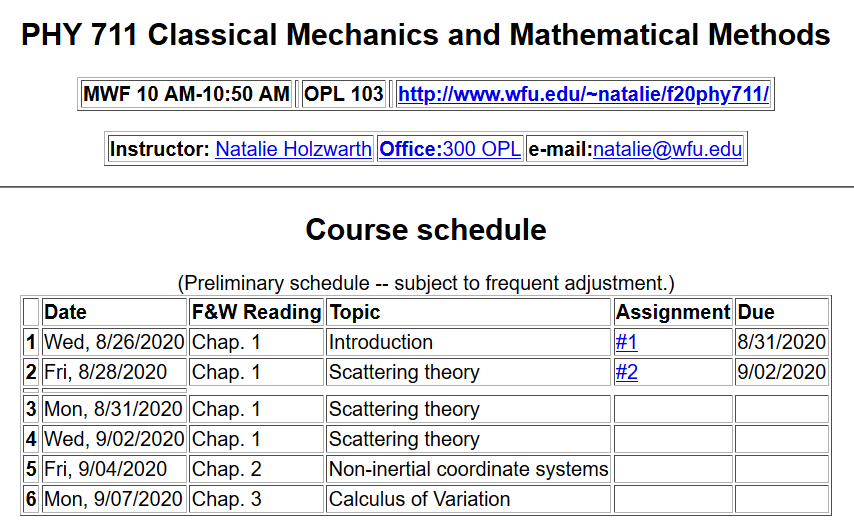 PHY 711 Classical Mechanics and Mathematical Methods
MWF 10 AM-10:50 AM OPL 103 http://www.wfu.edu/~natalie/f20phy711/
Instructor: Natalie Holzwarth Office:300 OPL e-mail:natalie@wfu.edu
Course schedule
(Preliminary schedule -- subject to frequent adjustment.)
Date F&W Reading Topic Assignment Due
1 Wed, 8/26/2020 Chap. 1 Introduction #1 8/31/2020
2 Fri, 8/28/2020 Chap. 1 Scattering theory #2 9/02/2020
3 Mon, 8/31/2020 Chap. 1 Scattering theory
4 Wed, 9/02/2020 Chap. 1 Scattering theory
5 Fri, 9/04/2020 Chap. 2 Non-inertial coordinate systems
6 Mon, 9/07/2020 Chap. 3 Calculus of Variation